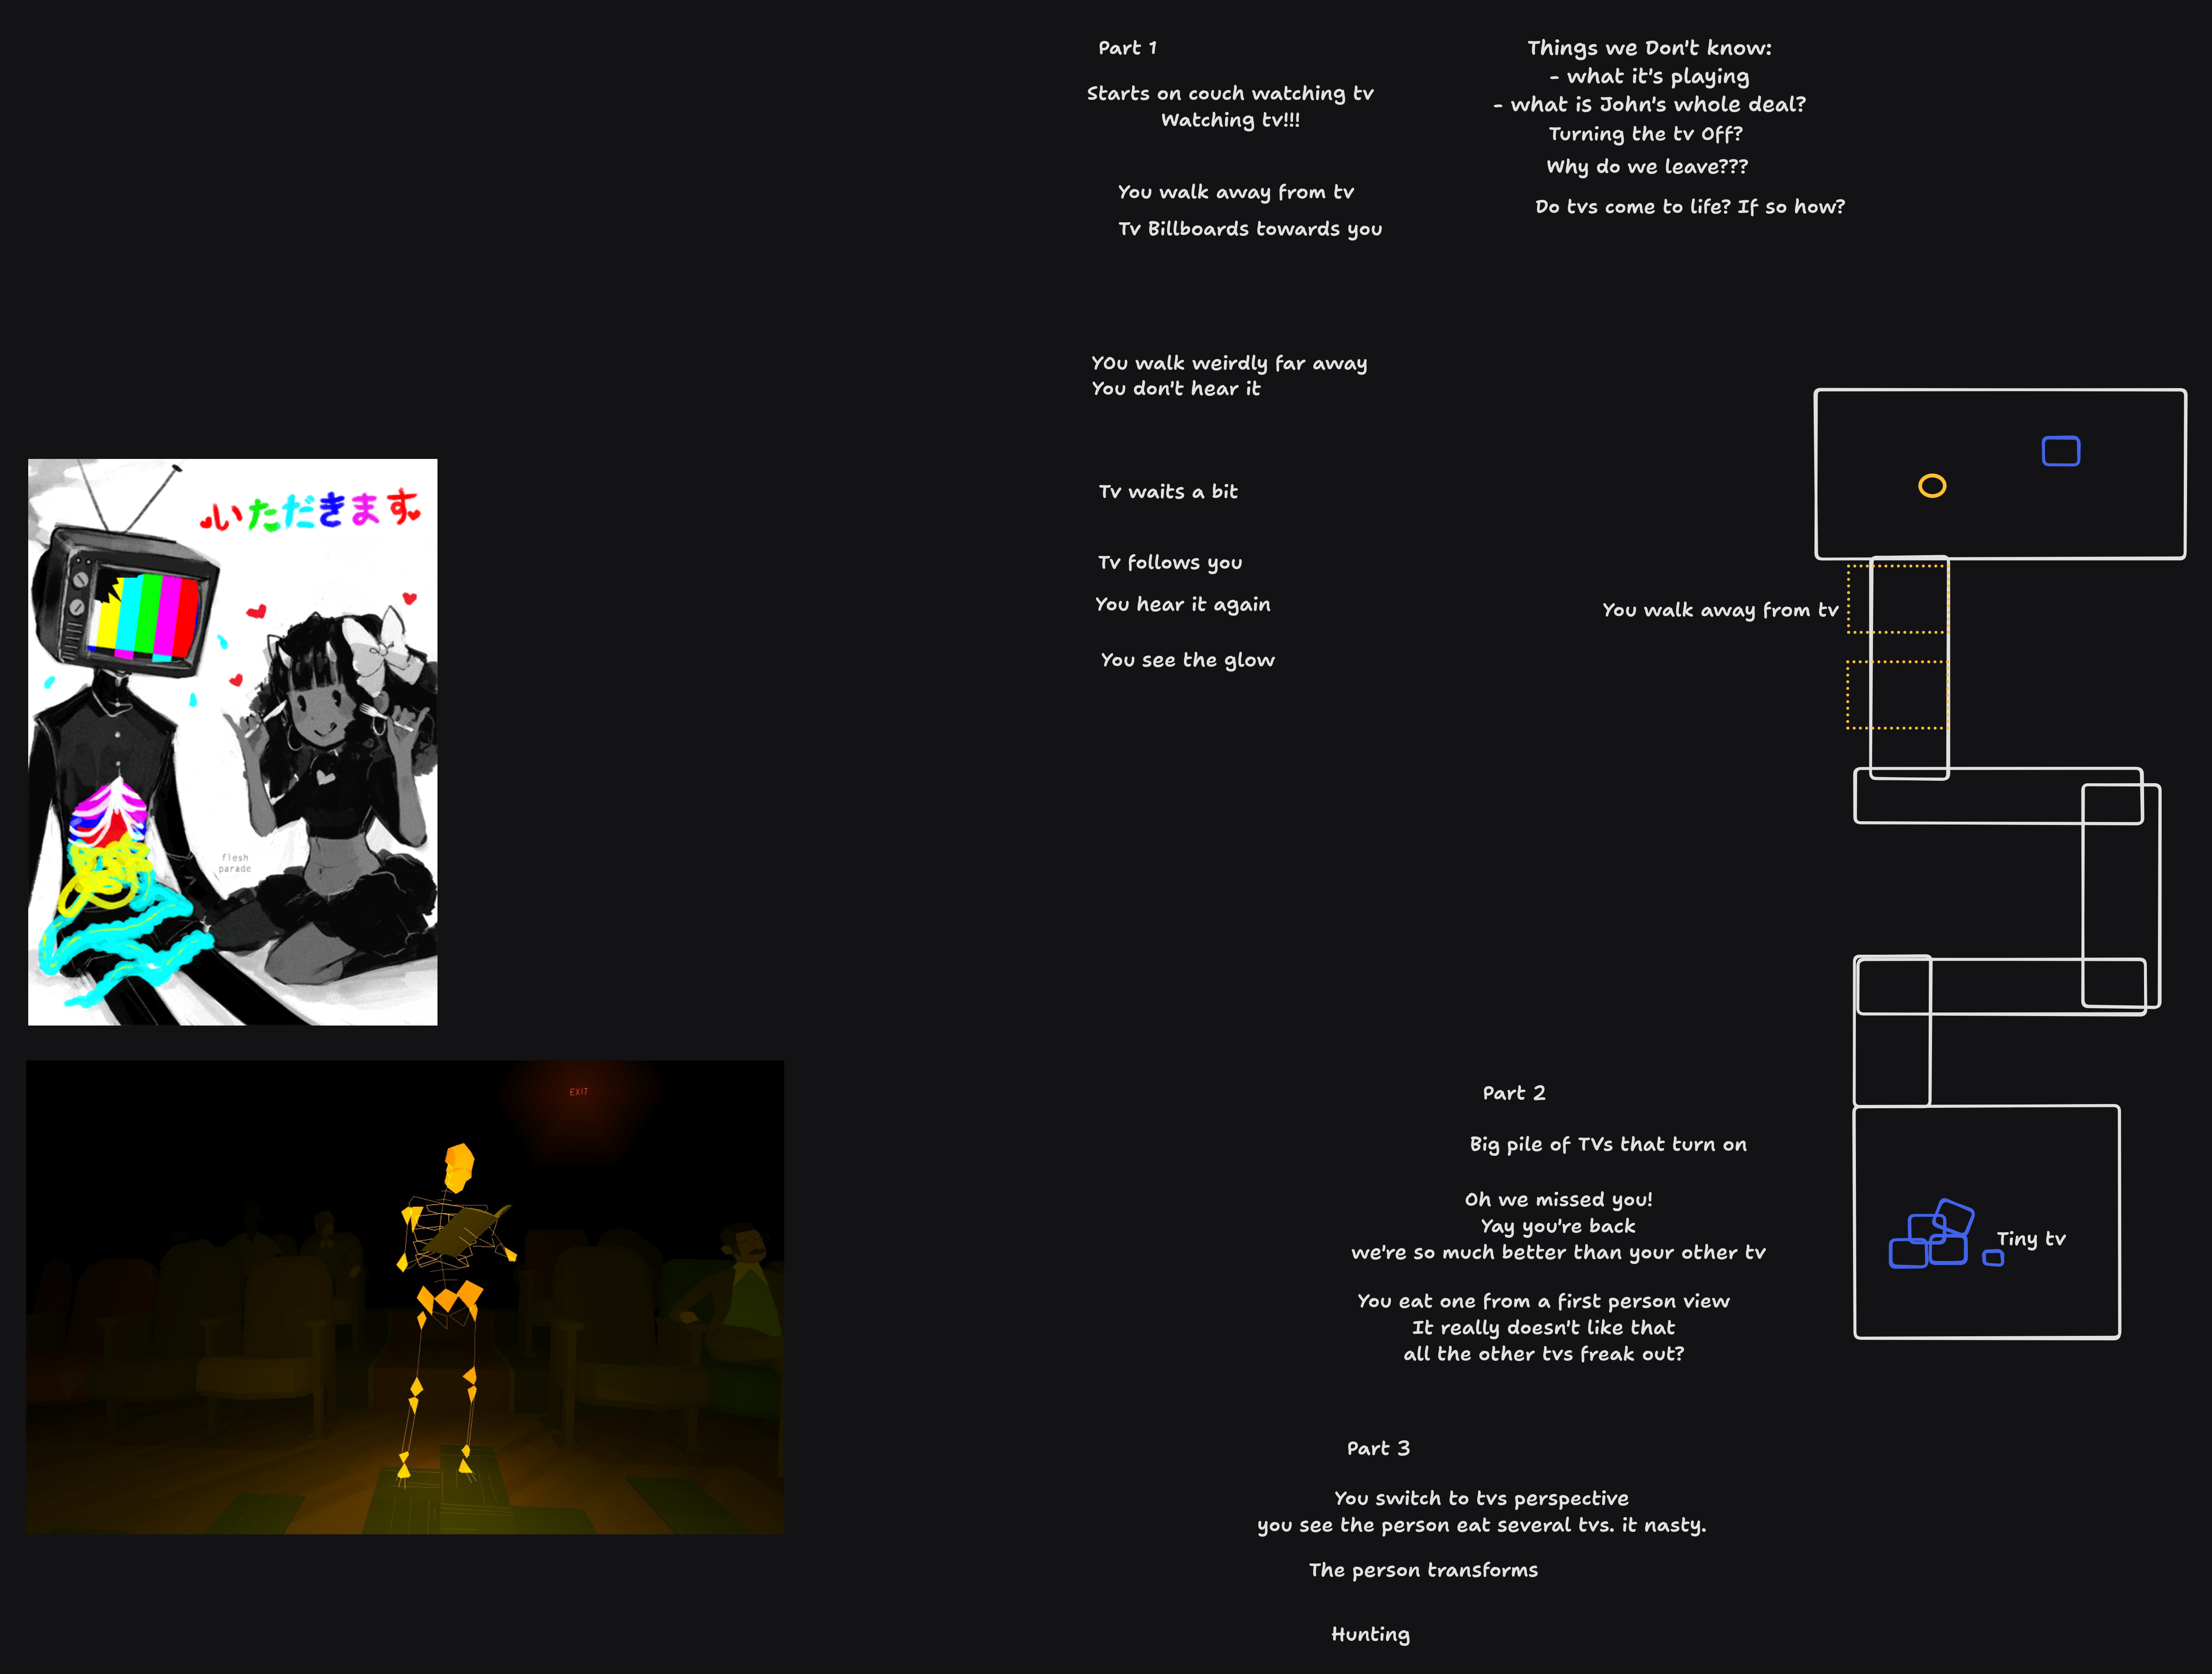 Part 1
Starts on couch watching tv
Watching tv!!!
You walk away from tv
Tv Billboards towards you
YOu walk weirdly far away
You don't hear it
Tv waits a bit
Tv follows you
You hear it again
You see the glow
Things we Don't know:
- what it's playing
- what is John's whole deal?
Turning the tv Off?
Why do we leave???
Do tvs come to life? If so how?
You walk away from tv
いただきます
flesh
parade
EXIT
Part 2
Big pile of TVs that turn on
Oh we missed you!
Yay you're back
we're so much better than your other tv
You eat one from a first person view
It really doesn't like that
all the other tvs freak out?
Tiny tv
Part 3
You switch to tvs perspective
you see the person eat several tvs. it nasty.
The person transforms
Hunting